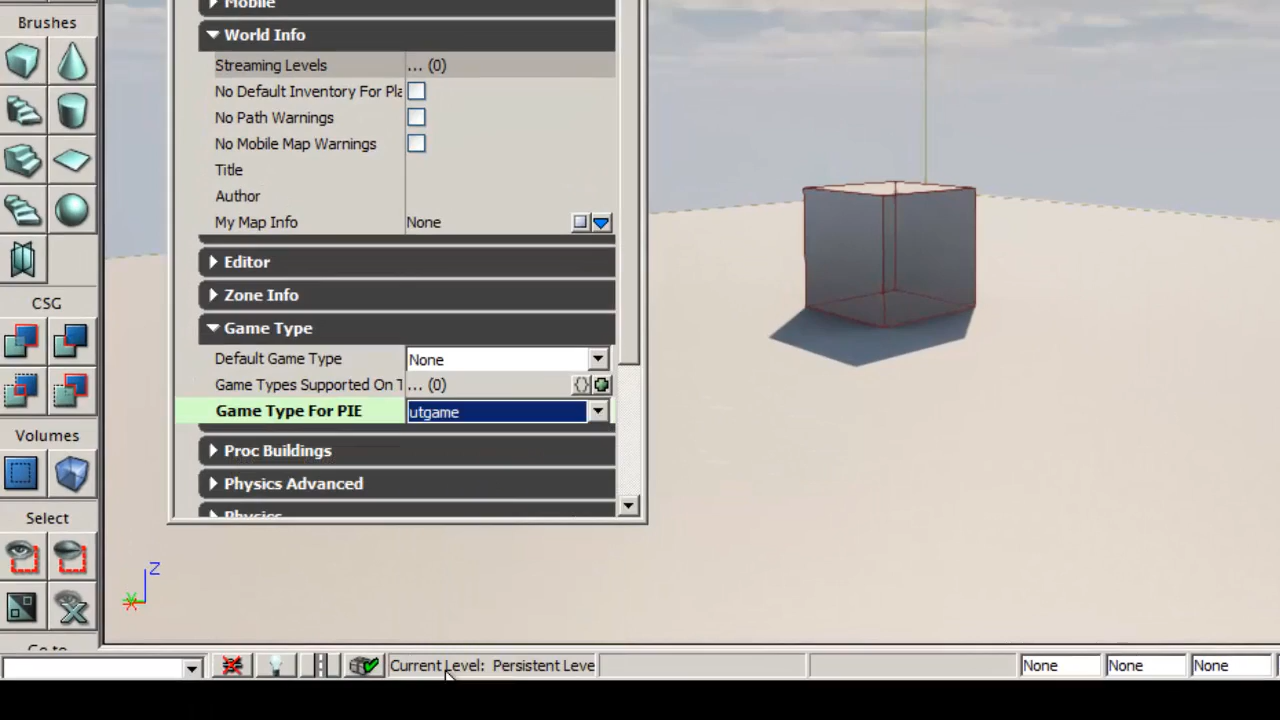 Brushes
CSG
Volumes
Select
Go to
Mobile
World Info
Streaming Levels ... (0)
No Default Inventory For Pla
No Path Warnings
No Mobile Map Warnings
Title
Author
My Map Info None
Editor
Zone Info
Game Type
Default Game Type None
Game Types Supported On T ... (0)
Game Type For PIE utgame
Proc Buildings
Physics Advanced
Physics
Z
Current Level: Persistent Leve
None None None